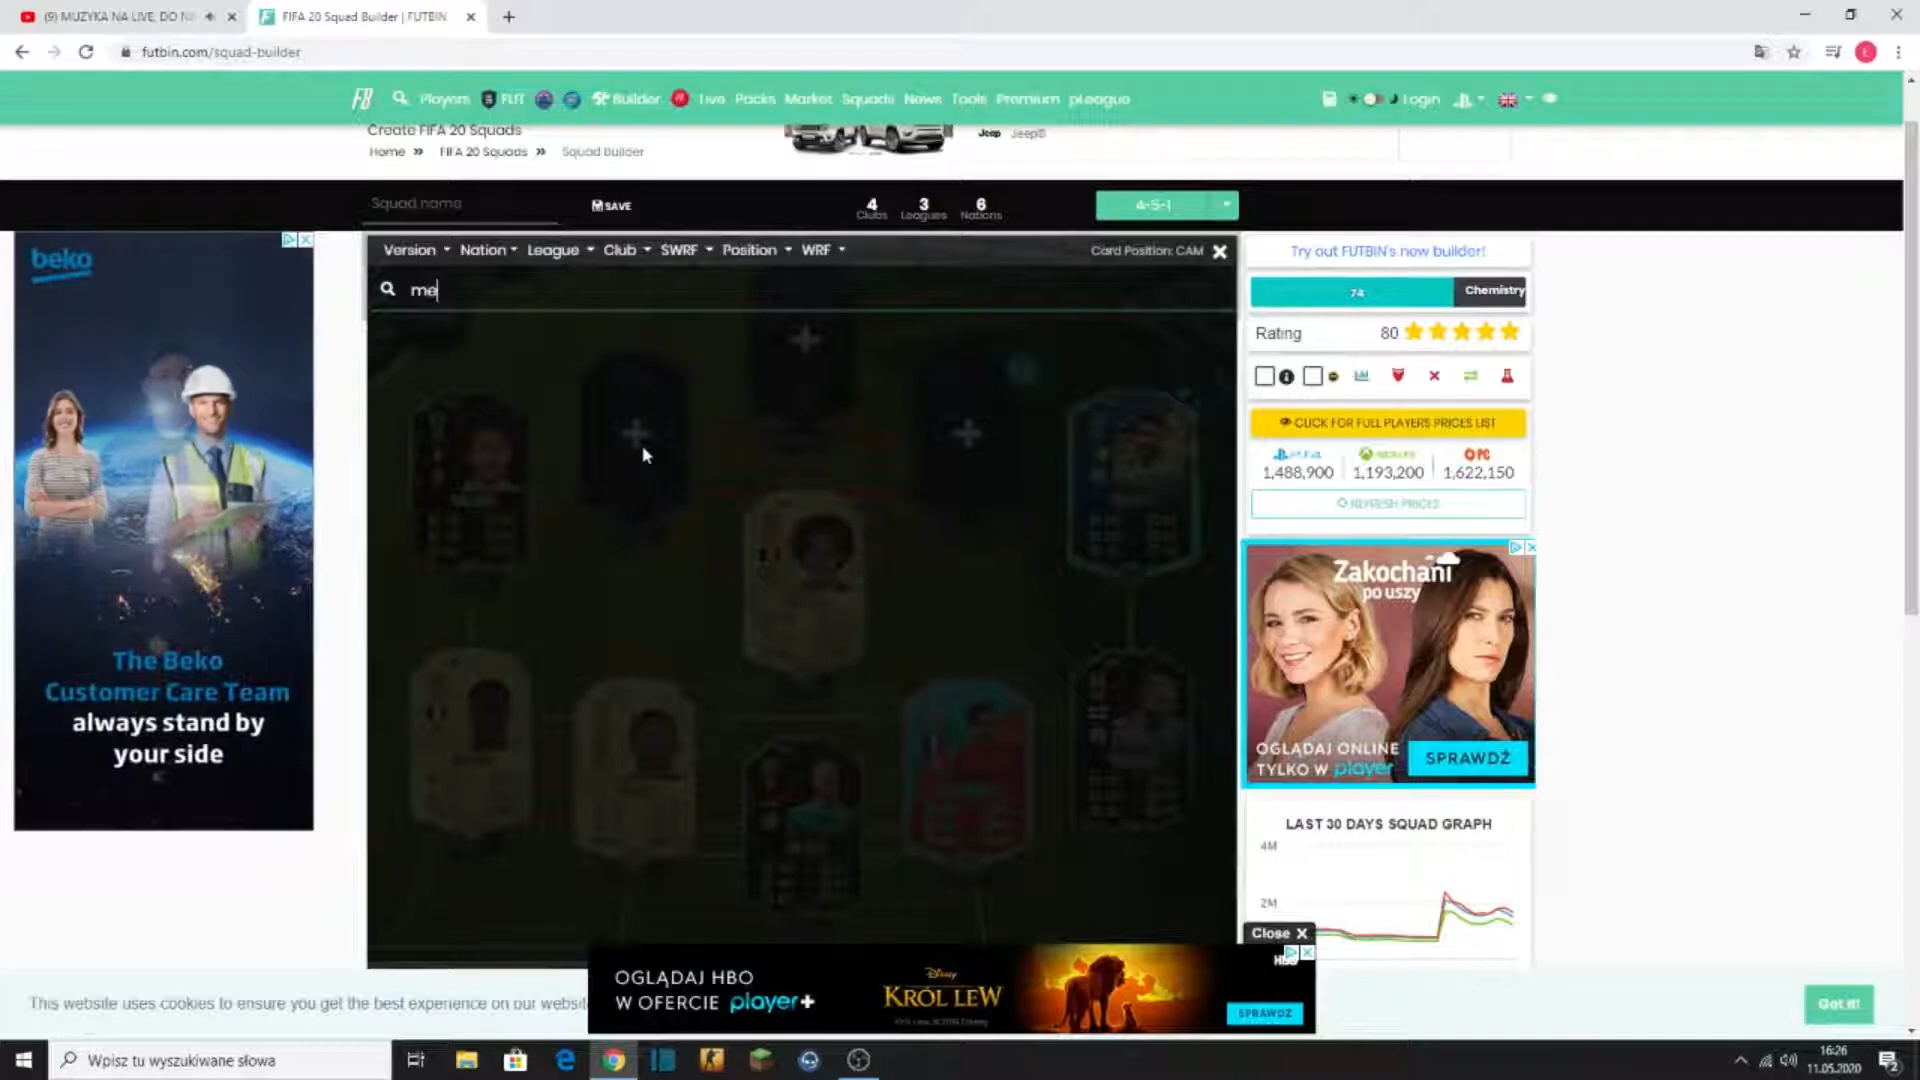 (9) MUZYKA NA LIVE, DO N
FIFA 20 Squad Builder | FUTBIN
futbin.com/squad-builder
FB Players FUT Builder Live Packs Market Squads News Tools Premium pLeague Login
Create FIFA 20 Squads
Home » FIFA 20 Squads » Squad Builder
Jeep Jeep®
Squad name
SAVE
4 Clubs
3 Leagues
6 Nations
4-5-1
Version Nation League Club SWRF Position WRF
Card Position: CAM
me
Try out FUTBIN's new builder!
74
Chemistry
Rating 80
CLICK FOR FULL PLAYERS PRICES LIST
PC
1,488,900 1,193,200 1,622,150
REFRESH PRICES
beko
The Beko
Customer Care Team
always stand by
your side
Zakochani
po uszy
OGLĄDAJ ONLINE
TYLKO W player
SPRAWDŹ
LAST 30 DAYS SQUAD GRAPH
4M
2M
Close
OGLĄDAJ HBO
W OFERCIE player+
Disney
KRÓL LEW
HBO
SPRAWDŹ
This website uses cookies to ensure you get the best experience on our websi
Got it!
Wpisz tu wyszukiwane słowa
16:26
11.05.2020
2